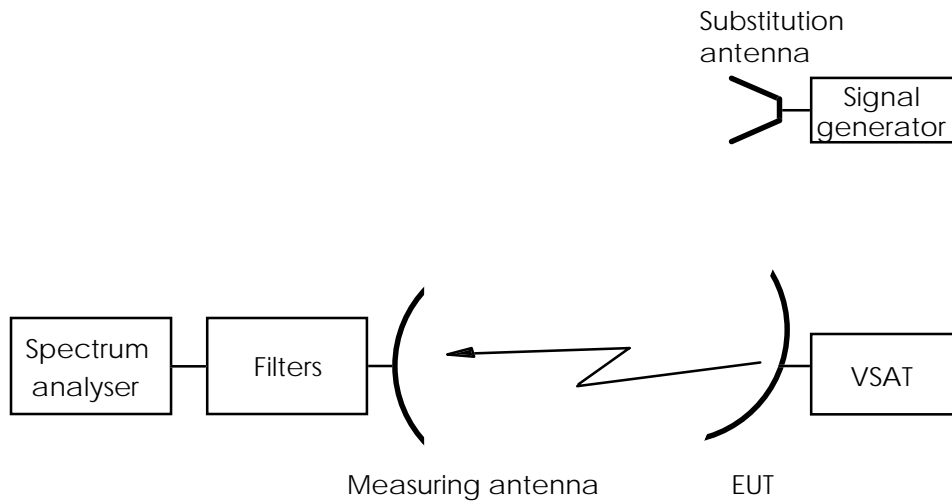 Substitution
antenna
Signal
generator
Spectrum
analyser
Filters
VSAT
Measuring antenna
EUT